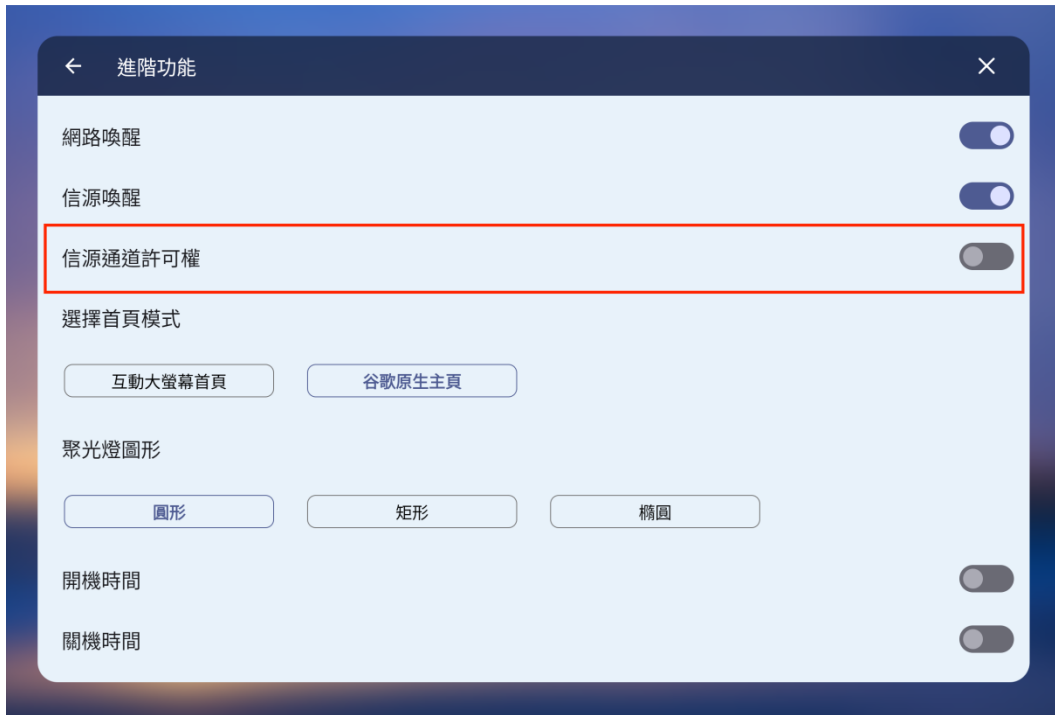 進階功能
網路喚醒
信源喚醒
信源通道許可權
選擇首頁模式
互動大螢幕首頁 谷歌原生主頁
聚光燈圖形
圓形 矩形 橢圓
開機時間
關機時間